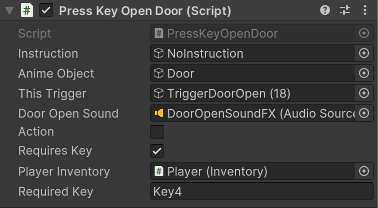 Press Key Open Door (Script)
Script PressKeyOpenDoor
Instruction NoInstruction
Anime Object Door
This Trigger TriggerDoorOpen (18)
Door Open Sound DoorOpenSoundFX (Audio Source
Action
Requires Key
Player Inventory Player (Inventory)
Required Key Key4